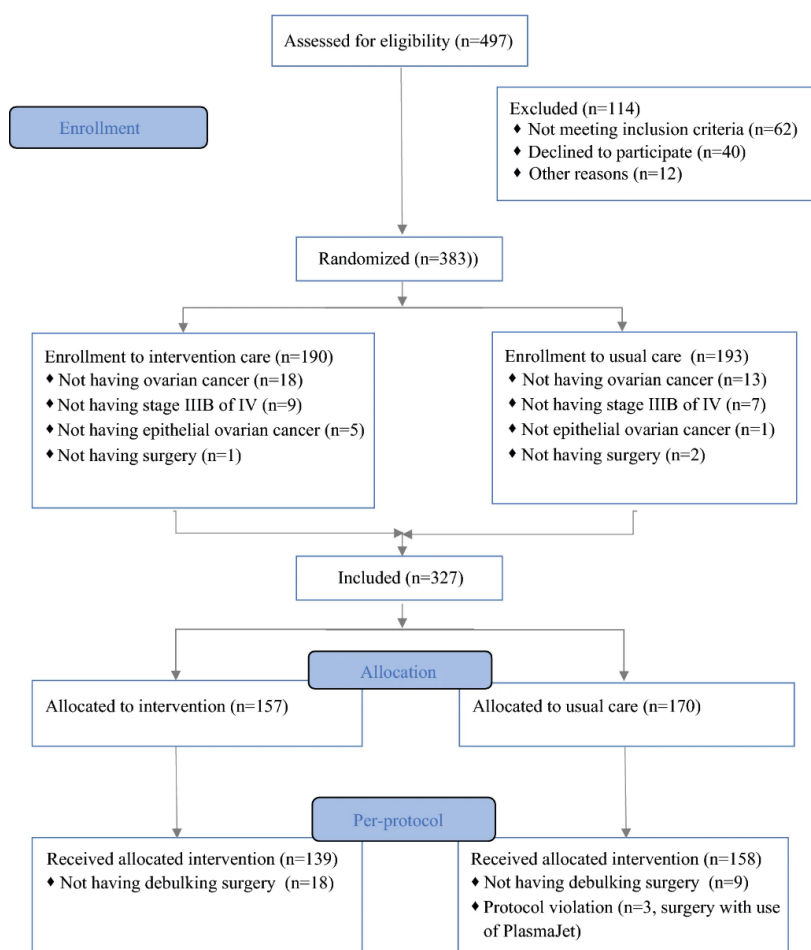 Assessed for eligibility (n=497)
Enrollment
Excluded (n=114)
♦ Not meeting inclusion criteria (n=62)
♦ Declined to participate (n=40)
♦ Other reasons (n=12)
Randomized (n=383))
Enrollment to intervention care (n=190)
♦ Not having ovarian cancer (n=18)
♦ Not having stage IIIB of IV (n=9)
♦ Not having epithelial ovarian cancer (n=5)
♦ Not having surgery (n=1)
Enrollment to usual care (n=193)
♦ Not having ovarian cancer (n=13)
♦ Not having stage IIIB of IV (n=7)
♦ Not epithelial ovarian cancer (n=1)
♦ Not having surgery (n=2)
Included (n=327)
Allocation
Allocated to intervention (n=157)
Allocated to usual care (n=170)
Per-protocol
Received allocated intervention (n=139)
♦ Not having debulking surgery (n=18)
Received allocated intervention (n=158)
♦ Not having debulking surgery (n=9)
♦ Protocol violation (n=3, surgery with use
of PlasmaJet)